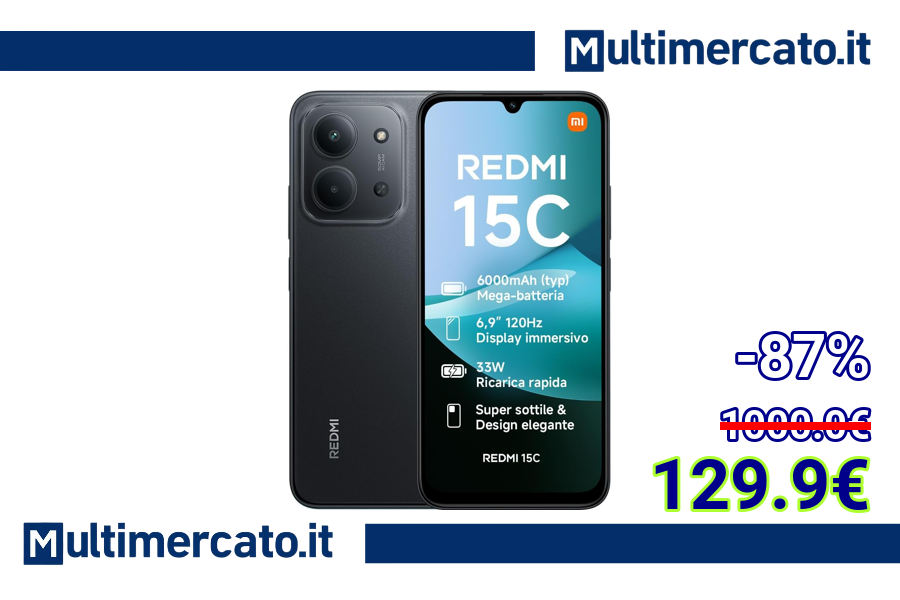 Multimercato.it
REDMI
15C
6000mAh (typ)
Mega-batteria
6,9" 120Hz
Display immersivo
33W
Ricarica rapida
Super sottile &
Design elegante
REDMI 15C
REDMI
-87%
1000.0€
129.9€
Multimercato.it